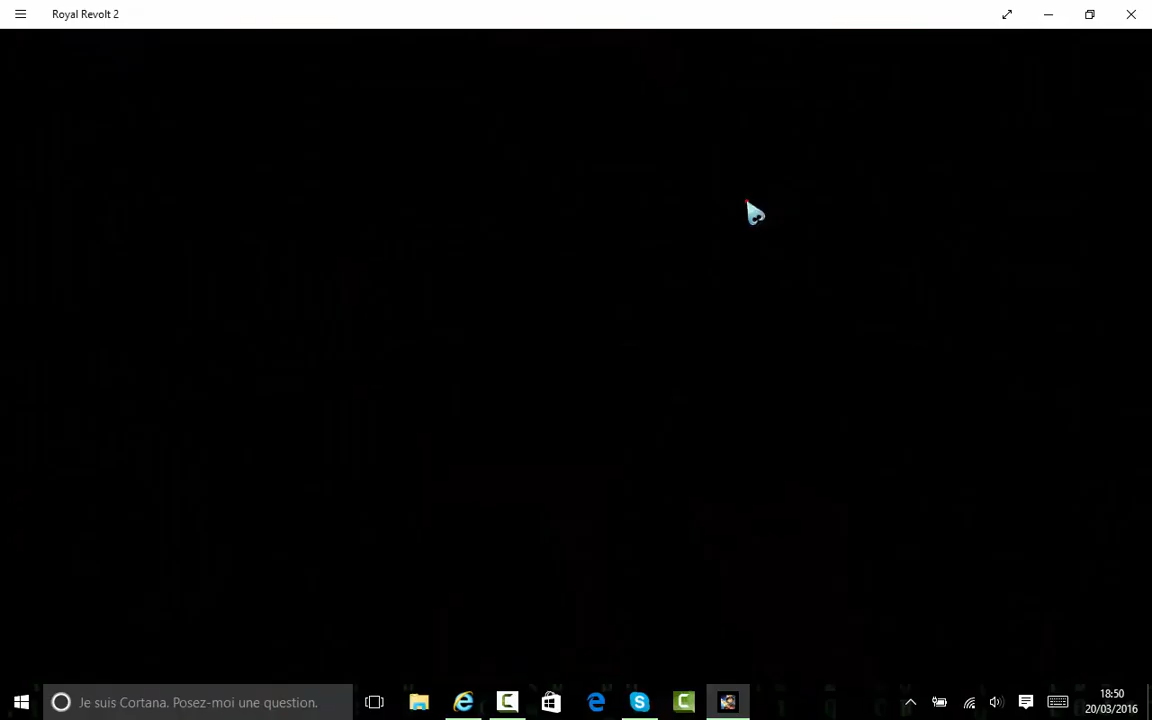 Royal Revolt 2
Je suis Cortana. Posez-moi une question.
18:50
20/03/2016